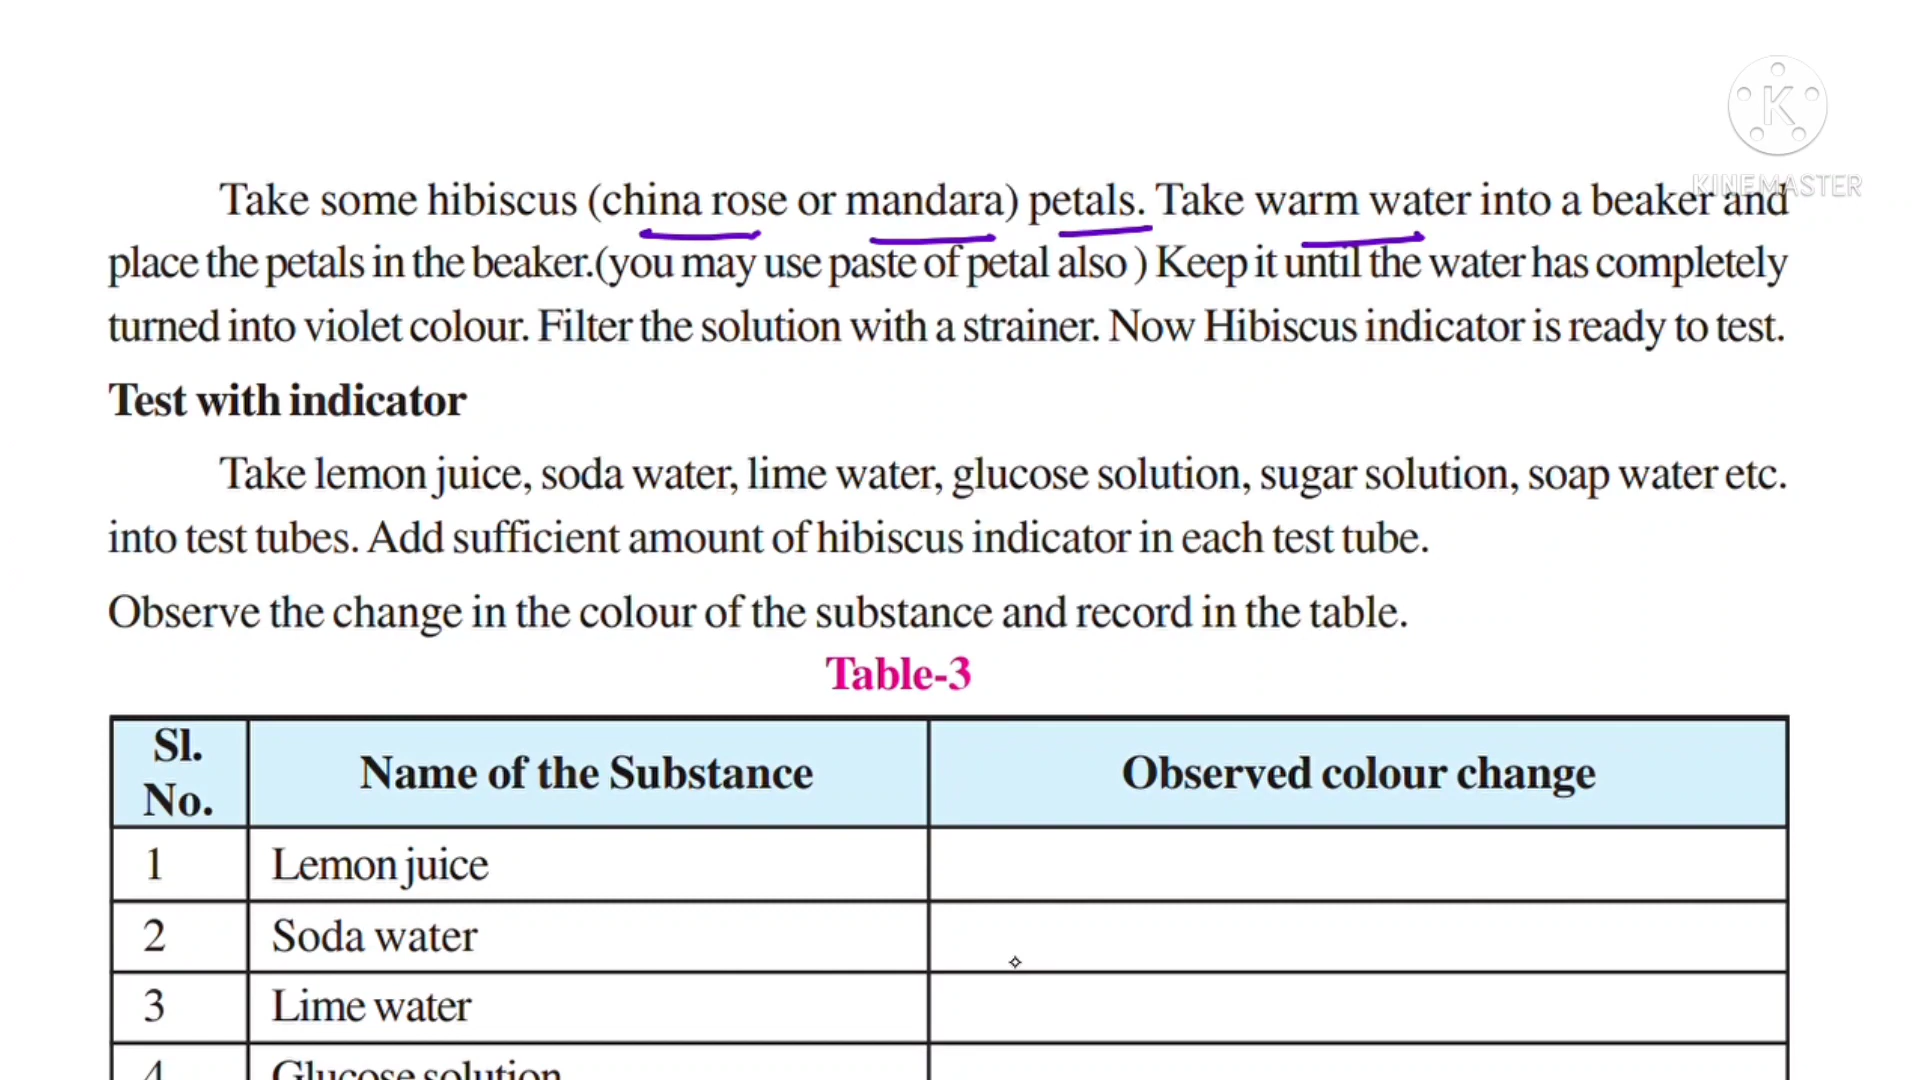 K
KINEMASTER
Take some hibiscus (china rose or mandara) petals. Take warm water into a beaker and
place the petals in the beaker.(you may use paste of petal also ) Keep it until the water has completely
turned into violet colour. Filter the solution with a strainer. Now Hibiscus indicator is ready to test.
Test with indicator
Take lemon juice, soda water, lime water, glucose solution, sugar solution, soap water etc.
into test tubes. Add sufficient amount of hibiscus indicator in each test tube.
Observe the change in the colour of the substance and record in the table.
Table-3
Sl.
No.
Name of the Substance
Observed colour change
1 Lemon juice
2 Soda water
3 Lime water
4 Glucose solution